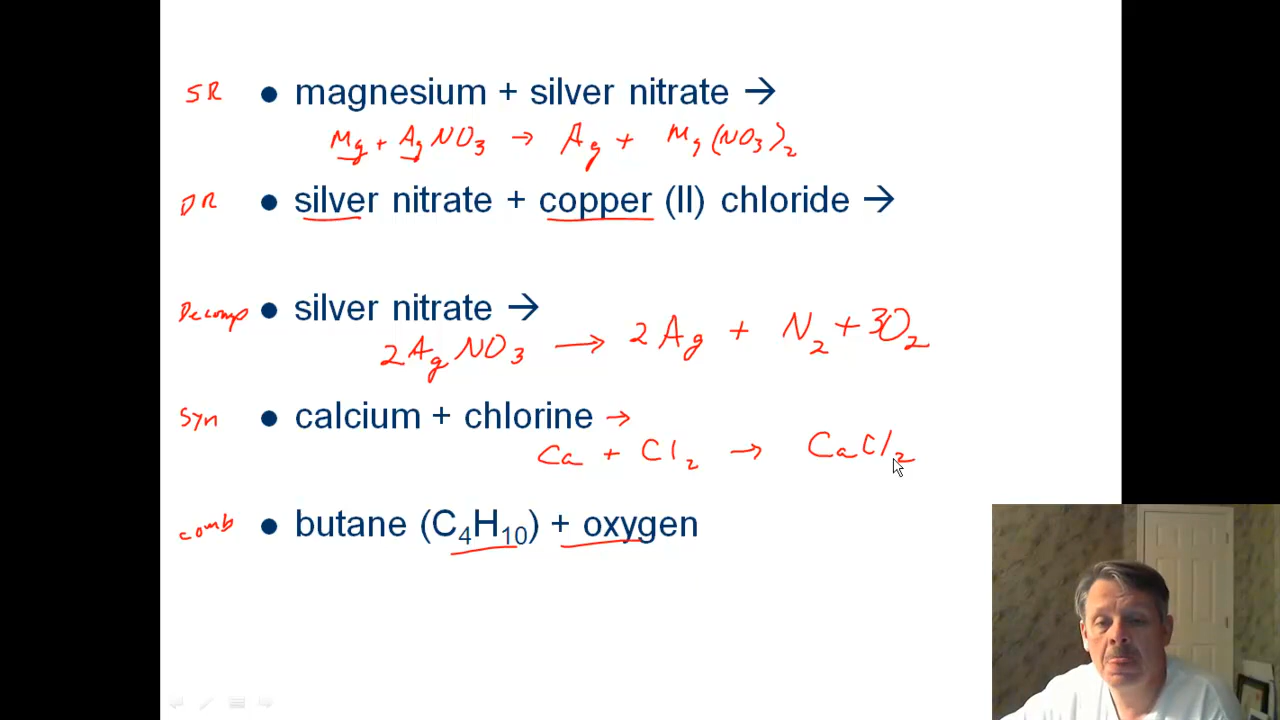 SR • magnesium + silver nitrate →
Mg + AgNO3 → Ag + Mg(NO3)2
DR • silver nitrate + copper (II) chloride →
Decomp • silver nitrate →
2AgNO3 → 2Ag + N2 + 3O2
Syn • calcium + chlorine →
Ca + Cl2 → CaCl2
comb • butane (C4H10) + oxygen